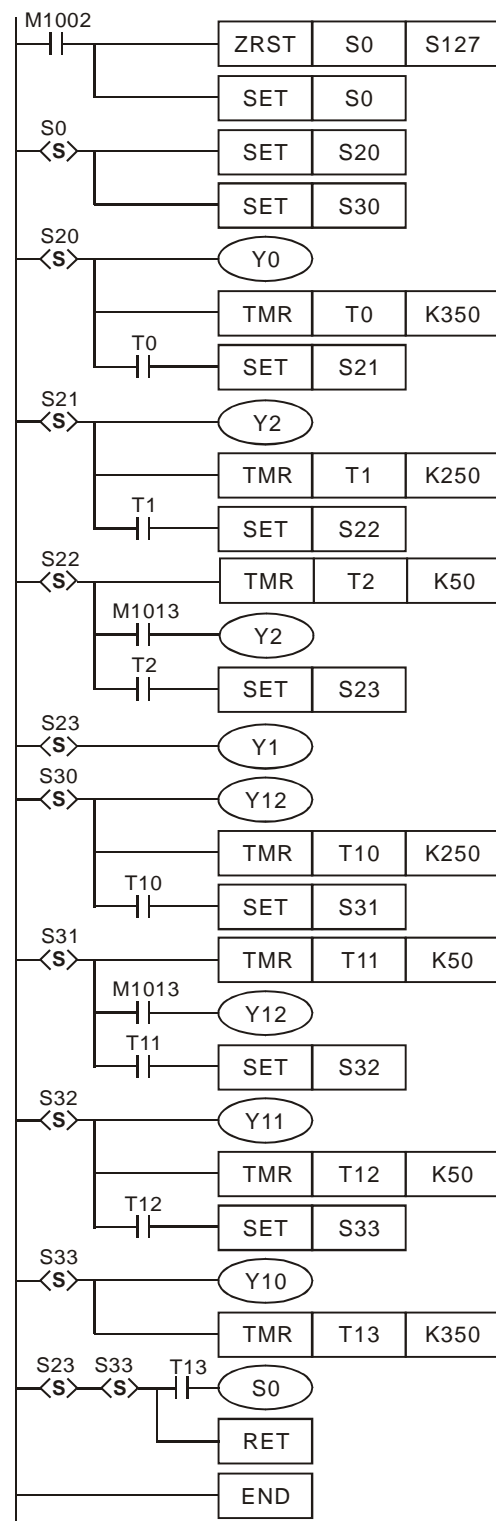 M1002
ZRST S0 S127
SET S0
S0
S SET S20
SET S30
S20
S Y0
TMR T0 K350
T0
SET S21
S21
S Y2
TMR T1 K250
T1
SET S22
S22
S TMR T2 K50
M1013
Y2
T2
SET S23
S23
S Y1
S30
S Y12
TMR T10 K250
T10
SET S31
S31
S TMR T11 K50
M1013
Y12
T11
SET S32
S32
S Y11
TMR T12 K50
T12
SET S33
S33
S Y10
TMR T13 K350
S23 S33 T13
S S S0
RET
END